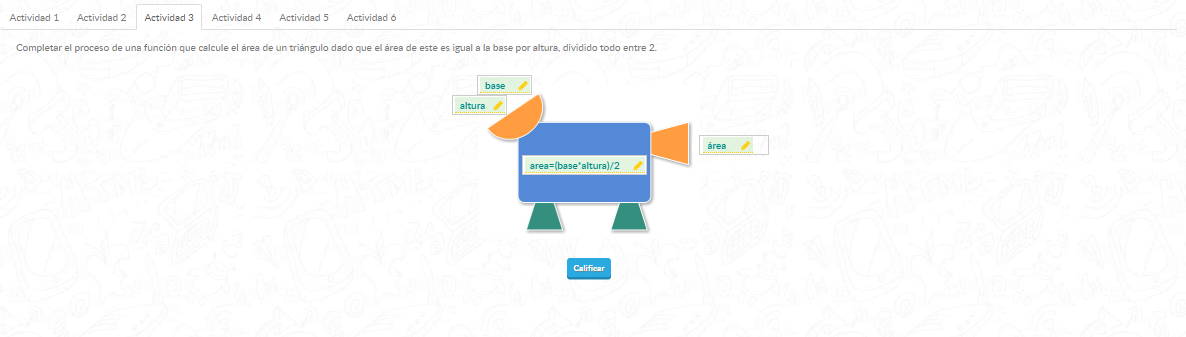 Actividad 1 Actividad 2 Actividad 3 Actividad 4 Actividad 5 Actividad 6
Completar el proceso de una función que calcule el área de un triángulo dado que el área de este es igual a la base por altura, dividido todo entre 2.
base
altura
área
area=(base*altura)/2
Calificar